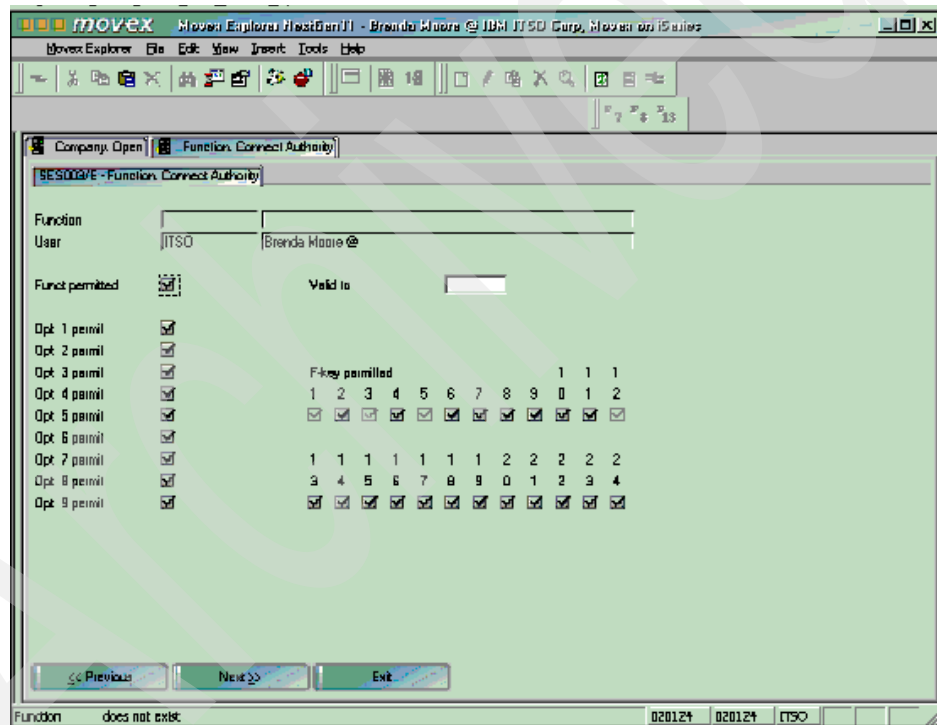 movex Movex Explorer NextGen 11 - Brenda Moore @ IBM ITSO Corp, Movex on iSeries
Movex Explorer File Edit View Insert Tools Help
F7 F8 F13
Company. Open Function. Connect Authority
SES003/E - Function. Connect Authority
Function
User ITSO Brenda Moore @
Funct permitted Valid to
Opt 1 permit
Opt 2 permit
Opt 3 permit F-key permitted 1 1 1
Opt 4 permit 1 2 3 4 5 6 7 8 9 0 1 2
Opt 5 permit
Opt 6 permit
Opt 7 permit 1 1 1 1 1 1 1 2 2 2 2 2
Opt 8 permit 3 4 5 6 7 8 9 0 1 2 3 4
Opt 9 permit
<< Previous Next >> Exit
Function does not exist 020124 020124 ITSO